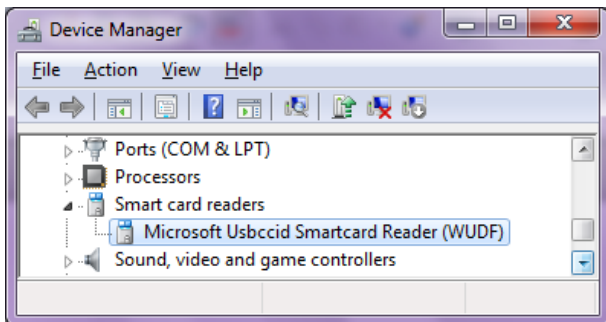 Device Manager
File Action View Help
Ports (COM & LPT)
Processors
Smart card readers
Microsoft Usbccid Smartcard Reader (WUDF)
Sound, video and game controllers